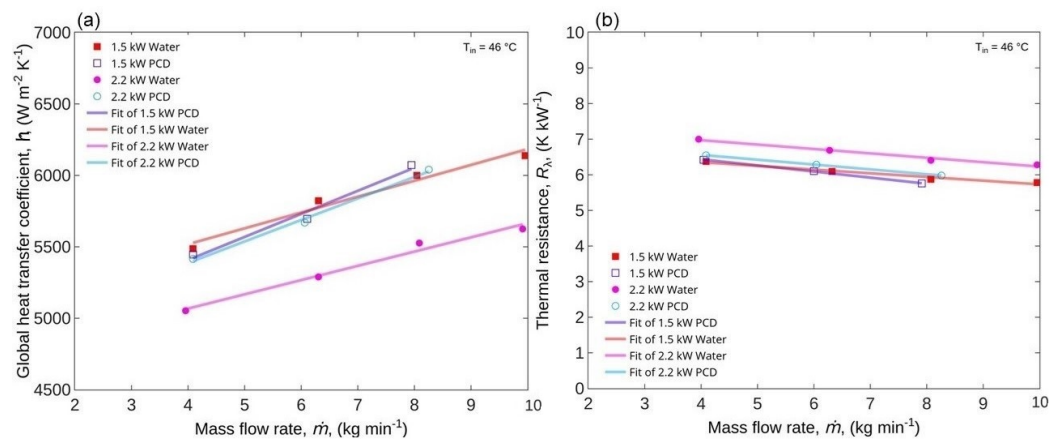 (a)
7000
6500
6000
5500
5000
4500
2 3 4 5 6 7 8 9 10
Global heat transfer coefficient, h (W m⁻² K⁻¹)
Mass flow rate, ṁ, (kg min⁻¹)
T_in = 46 °C
1.5 kW Water
1.5 kW PCD
2.2 kW Water
2.2 kW PCD
Fit of 1.5 kW PCD
Fit of 1.5 kW Water
Fit of 2.2 kW Water
Fit of 2.2 kW PCD
(b)
10
9
8
7
6
5
4
3
2
1
0
2 3 4 5 6 7 8 9 10
Thermal resistance, R_λ, (K kW⁻¹)
Mass flow rate, ṁ, (kg min⁻¹)
T_in = 46 °C
1.5 kW Water
1.5 kW PCD
2.2 kW Water
2.2 kW PCD
Fit of 1.5 kW PCD
Fit of 1.5 kW Water
Fit of 2.2 kW Water
Fit of 2.2 kW PCD